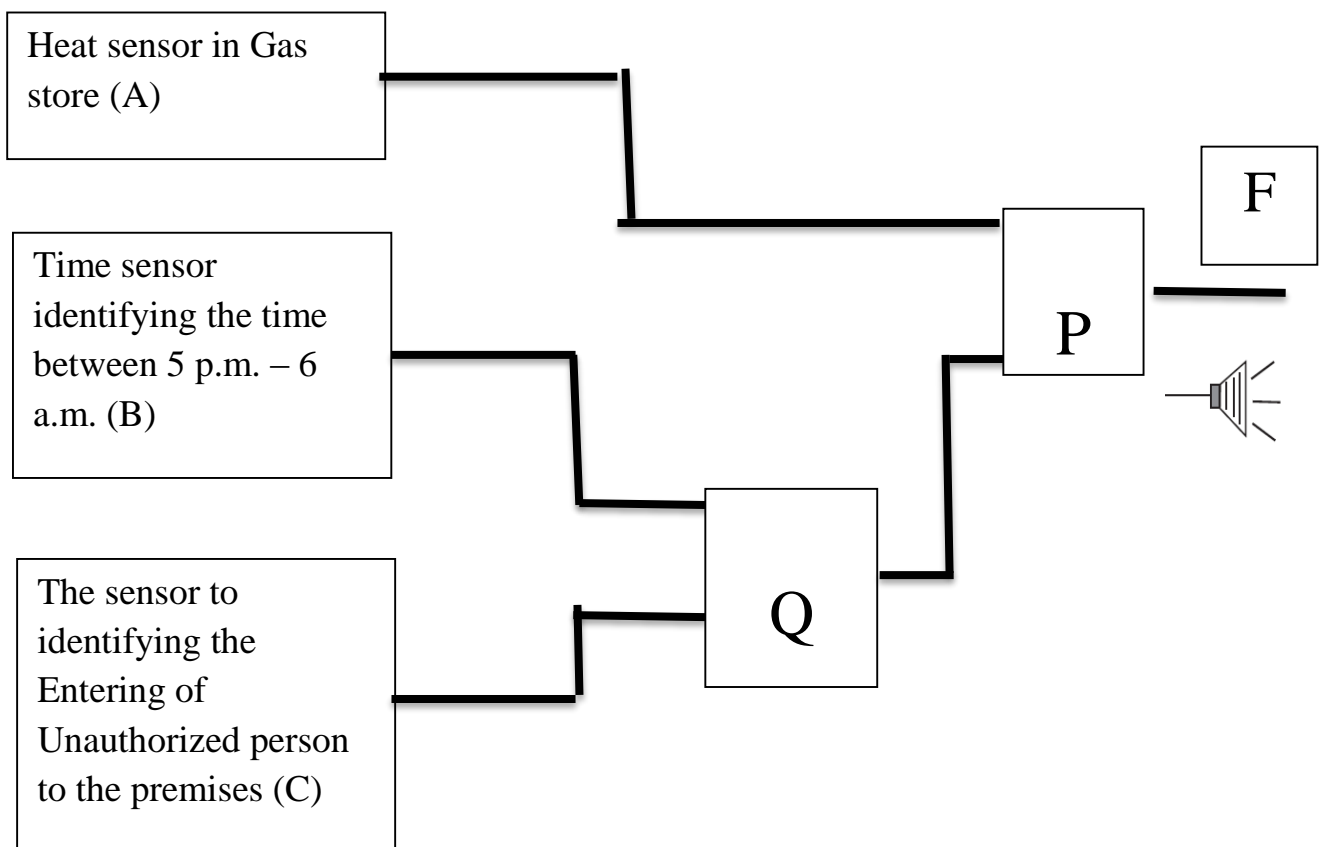 Heat sensor in Gas
store (A)
F
Time sensor
identifying the time
between 5 p.m. – 6
a.m. (B)
P
The sensor to
identifying the
Entering of
Unauthorized person
to the premises (C)
Q